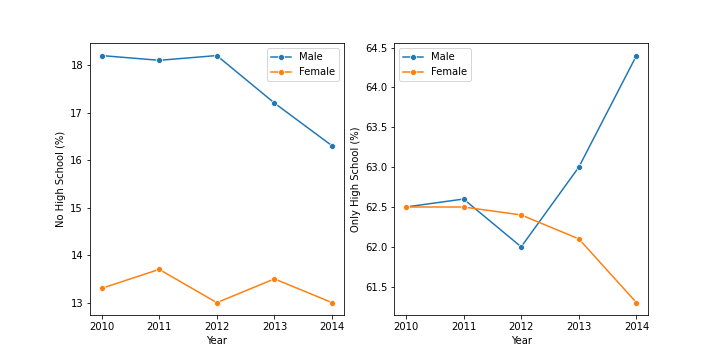 No High School (%)
18
17
16
15
14
13
2010 2011 2012 2013 2014
Year
Male
Female
Only High School (%)
64.5
64.0
63.5
63.0
62.5
62.0
61.5
2010 2011 2012 2013 2014
Year
Male
Female